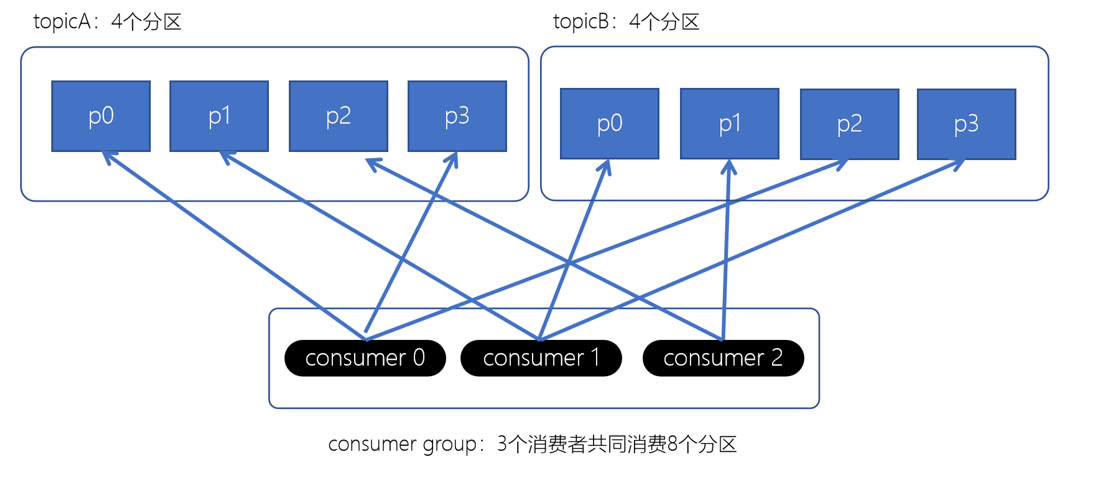 topicA：4个分区
topicB：4个分区
p0
p1
p2
p3
p0
p1
p2
p3
consumer 0
consumer 1
consumer 2
consumer group：3个消费者共同消费8个分区